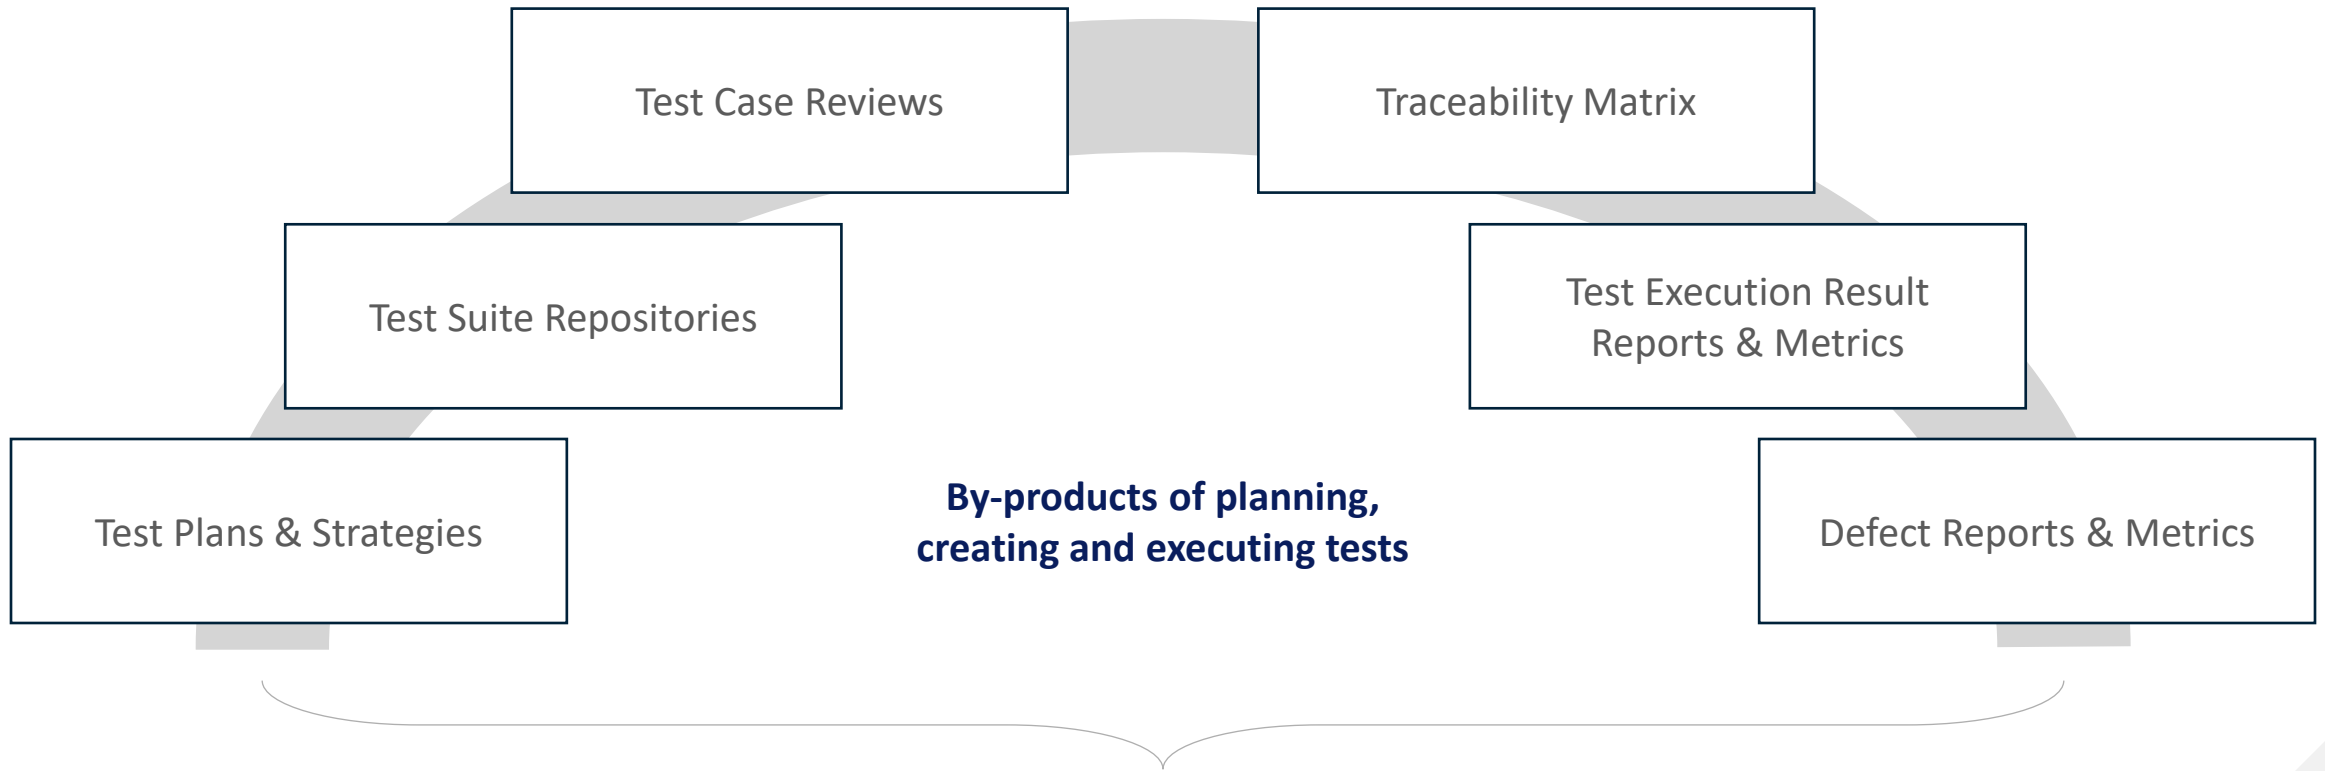 Test Case Reviews
Traceability Matrix
Test Suite Repositories
Test Execution Result
Reports & Metrics
Test Plans & Strategies
By-products of planning,
creating and executing tests
Defect Reports & Metrics